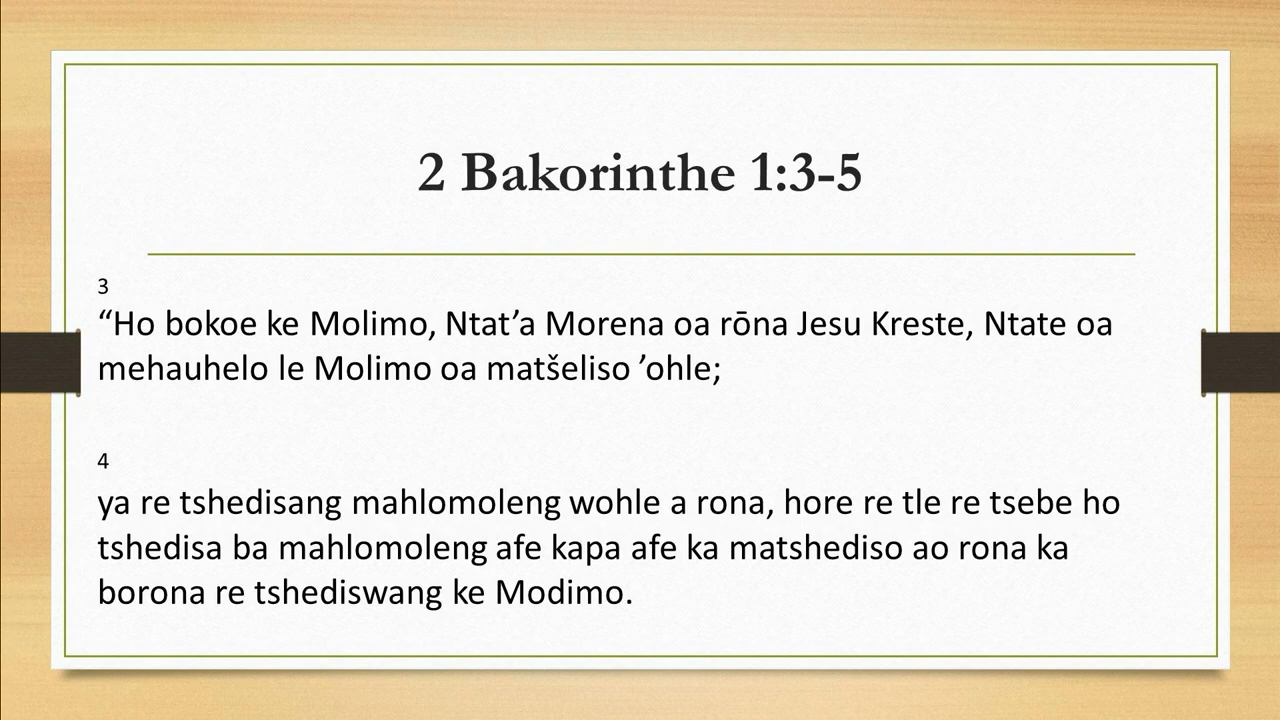 2 Bakorinthe 1:3-5
3
“Ho bokoe ke Molimo, Ntat’a Morena oa rōna Jesu Kreste, Ntate oa
mehauhelo le Molimo oa matšeliso ’ohle;
4
ya re tshedisang mahlomoleng wohle a rona, hore re tle re tsebe ho
tshedisa ba mahlomoleng afe kapa afe ka matshediso ao rona ka
borona re tshediswang ke Modimo.